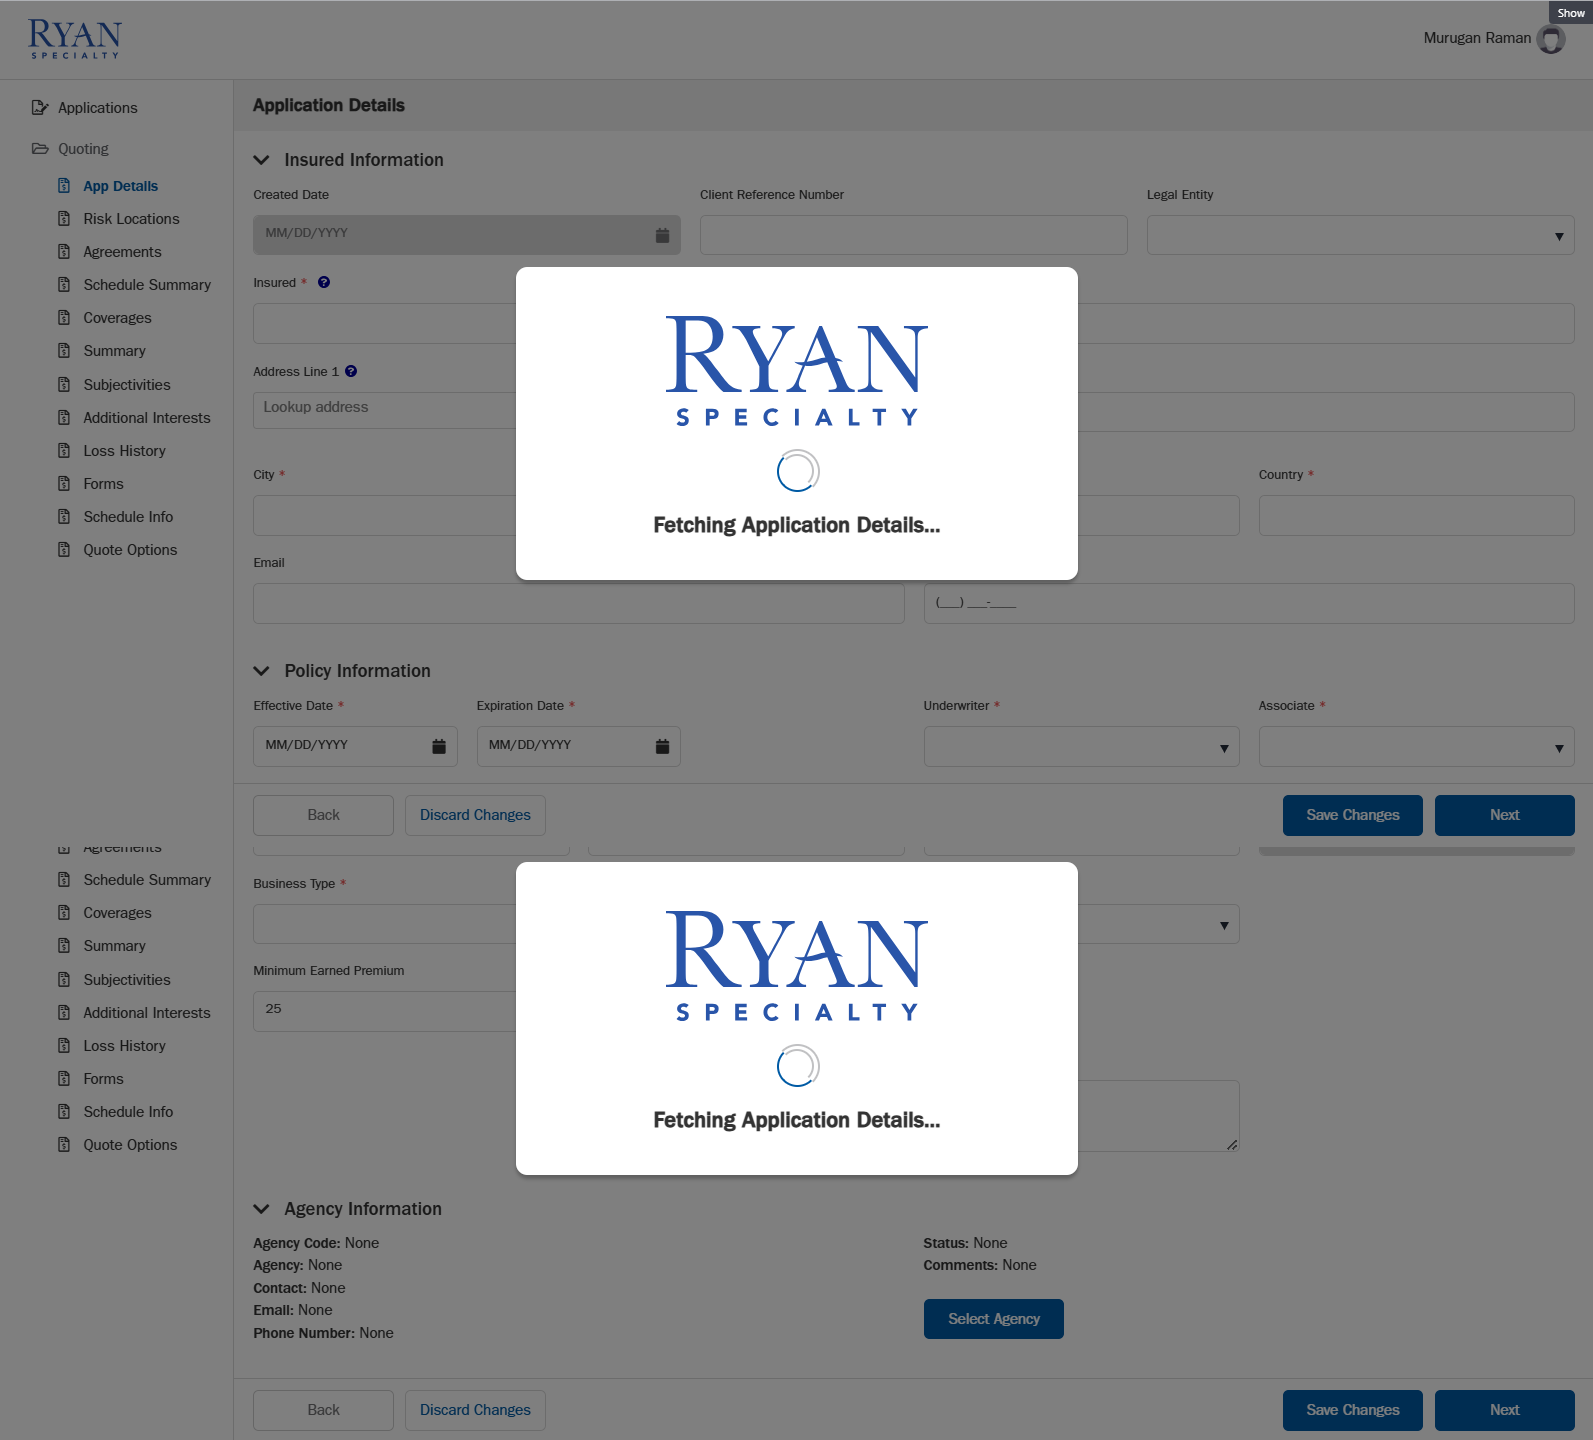 Show
RYAN
SPECIALTY
Murugan Raman
Applications
Quoting
App Details
Risk Locations
Agreements
Schedule Summary
Coverages
Summary
Subjectivities
Additional Interests
Loss History
Forms
Schedule Info
Quote Options
Application Details
Insured Information
Created Date
Client Reference Number
Legal Entity
MM/DD/YYYY
Insured *
Address Line 1
Lookup address
City *
Country *
Email
(___) ___-____
RYAN
SPECIALTY
Fetching Application Details...
Policy Information
Effective Date *
Expiration Date *
Underwriter *
Associate *
MM/DD/YYYY
MM/DD/YYYY
Back
Discard Changes
Save Changes
Next
Agreements
Schedule Summary
Coverages
Summary
Subjectivities
Additional Interests
Loss History
Forms
Schedule Info
Quote Options
Business Type *
Minimum Earned Premium
25
RYAN
SPECIALTY
Fetching Application Details...
Agency Information
Agency Code: None
Agency: None
Contact: None
Email: None
Phone Number: None
Status: None
Comments: None
Select Agency
Back
Discard Changes
Save Changes
Next